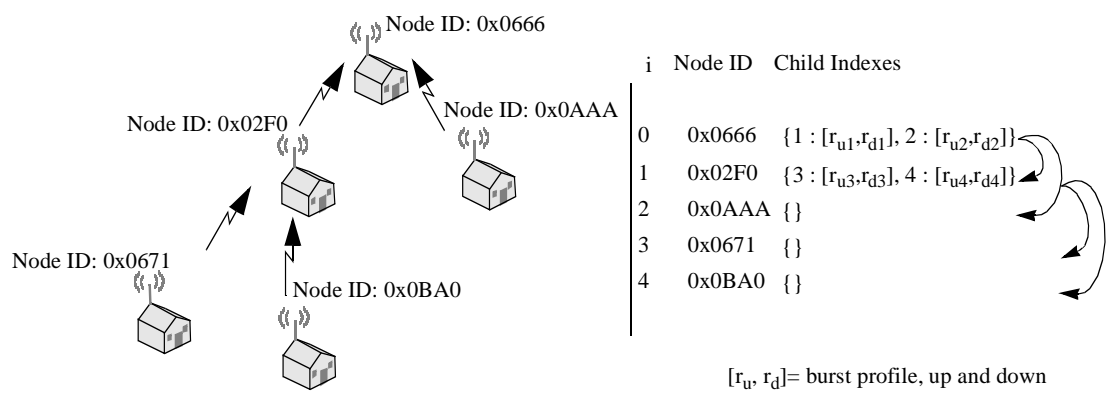 Node ID: 0x0666
Node ID: 0x0AAA
Node ID: 0x02F0
Node ID: 0x0671
Node ID: 0x0BA0
i Node ID Child Indexes
0 0x0666 {1 : [ru1,rd1], 2 : [ru2,rd2]}
1 0x02F0 {3 : [ru3,rd3], 4 : [ru4,rd4]}
2 0x0AAA {}
3 0x0671 {}
4 0x0BA0 {}
[ru, rd]= burst profile, up and down